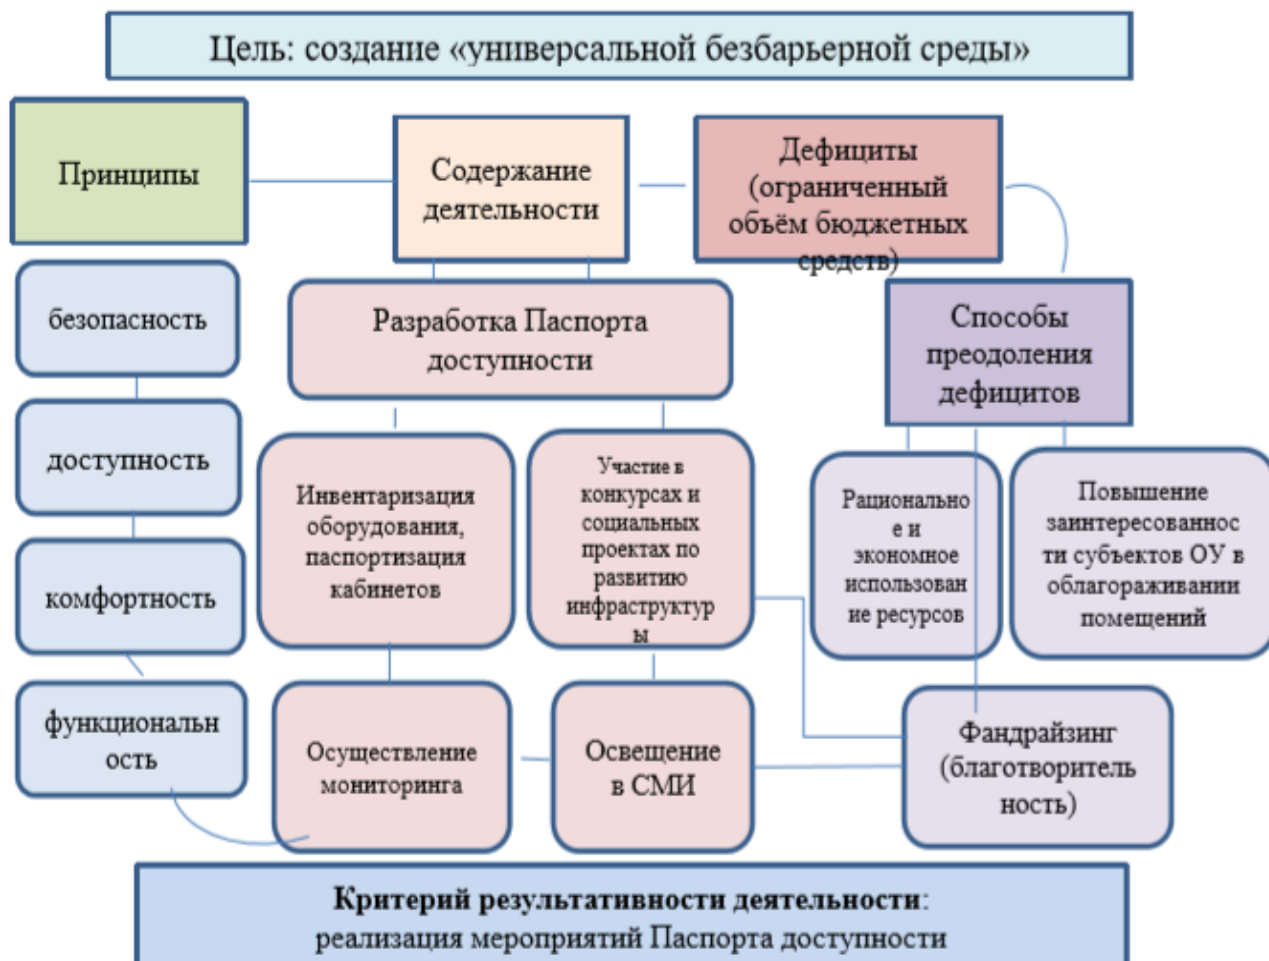 Цель: создание «универсальной безбарьерной среды»
Принципы
Содержание
деятельности
Дефициты
(ограниченный
объём бюджетных
средств)
безопасность
доступность
комфортность
функциональн
ость
Разработка Паспорта
доступности
Инвентаризация
оборудования,
паспортизация
кабинетов
Участие в
конкурсах и
социальных
проектах по
развитию
инфраструктур
ы
Осуществление
мониторинга
Освещение
в СМИ
Способы
преодоления
дефицитов
Рационально
е и
экономное
использован
ие ресурсов
Повышение
заинтересованнос
ти субъектов ОУ в
облагораживании
помещений
Фандрайзинг
(благотворитель
ность)
Критерий результативности деятельности:
реализация мероприятий Паспорта доступности